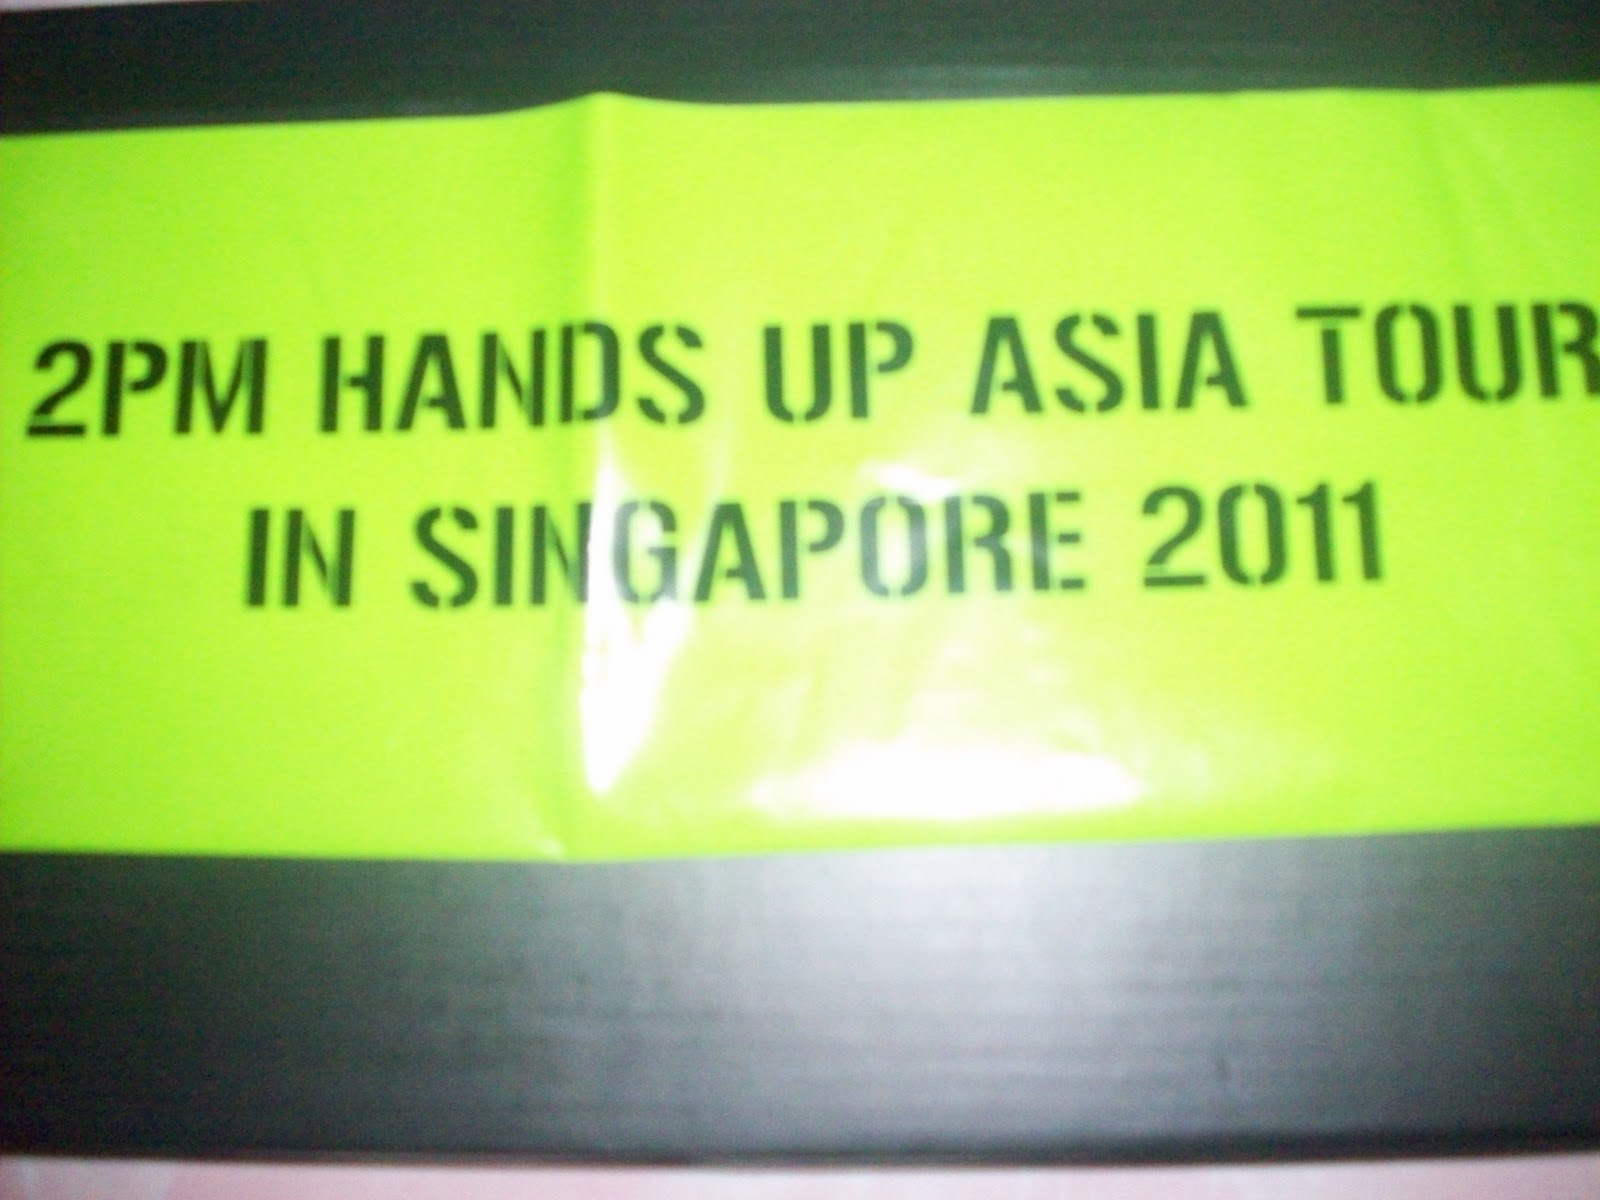 2PM HANDS UP ASIA TOUR
IN SINGAPORE 2011